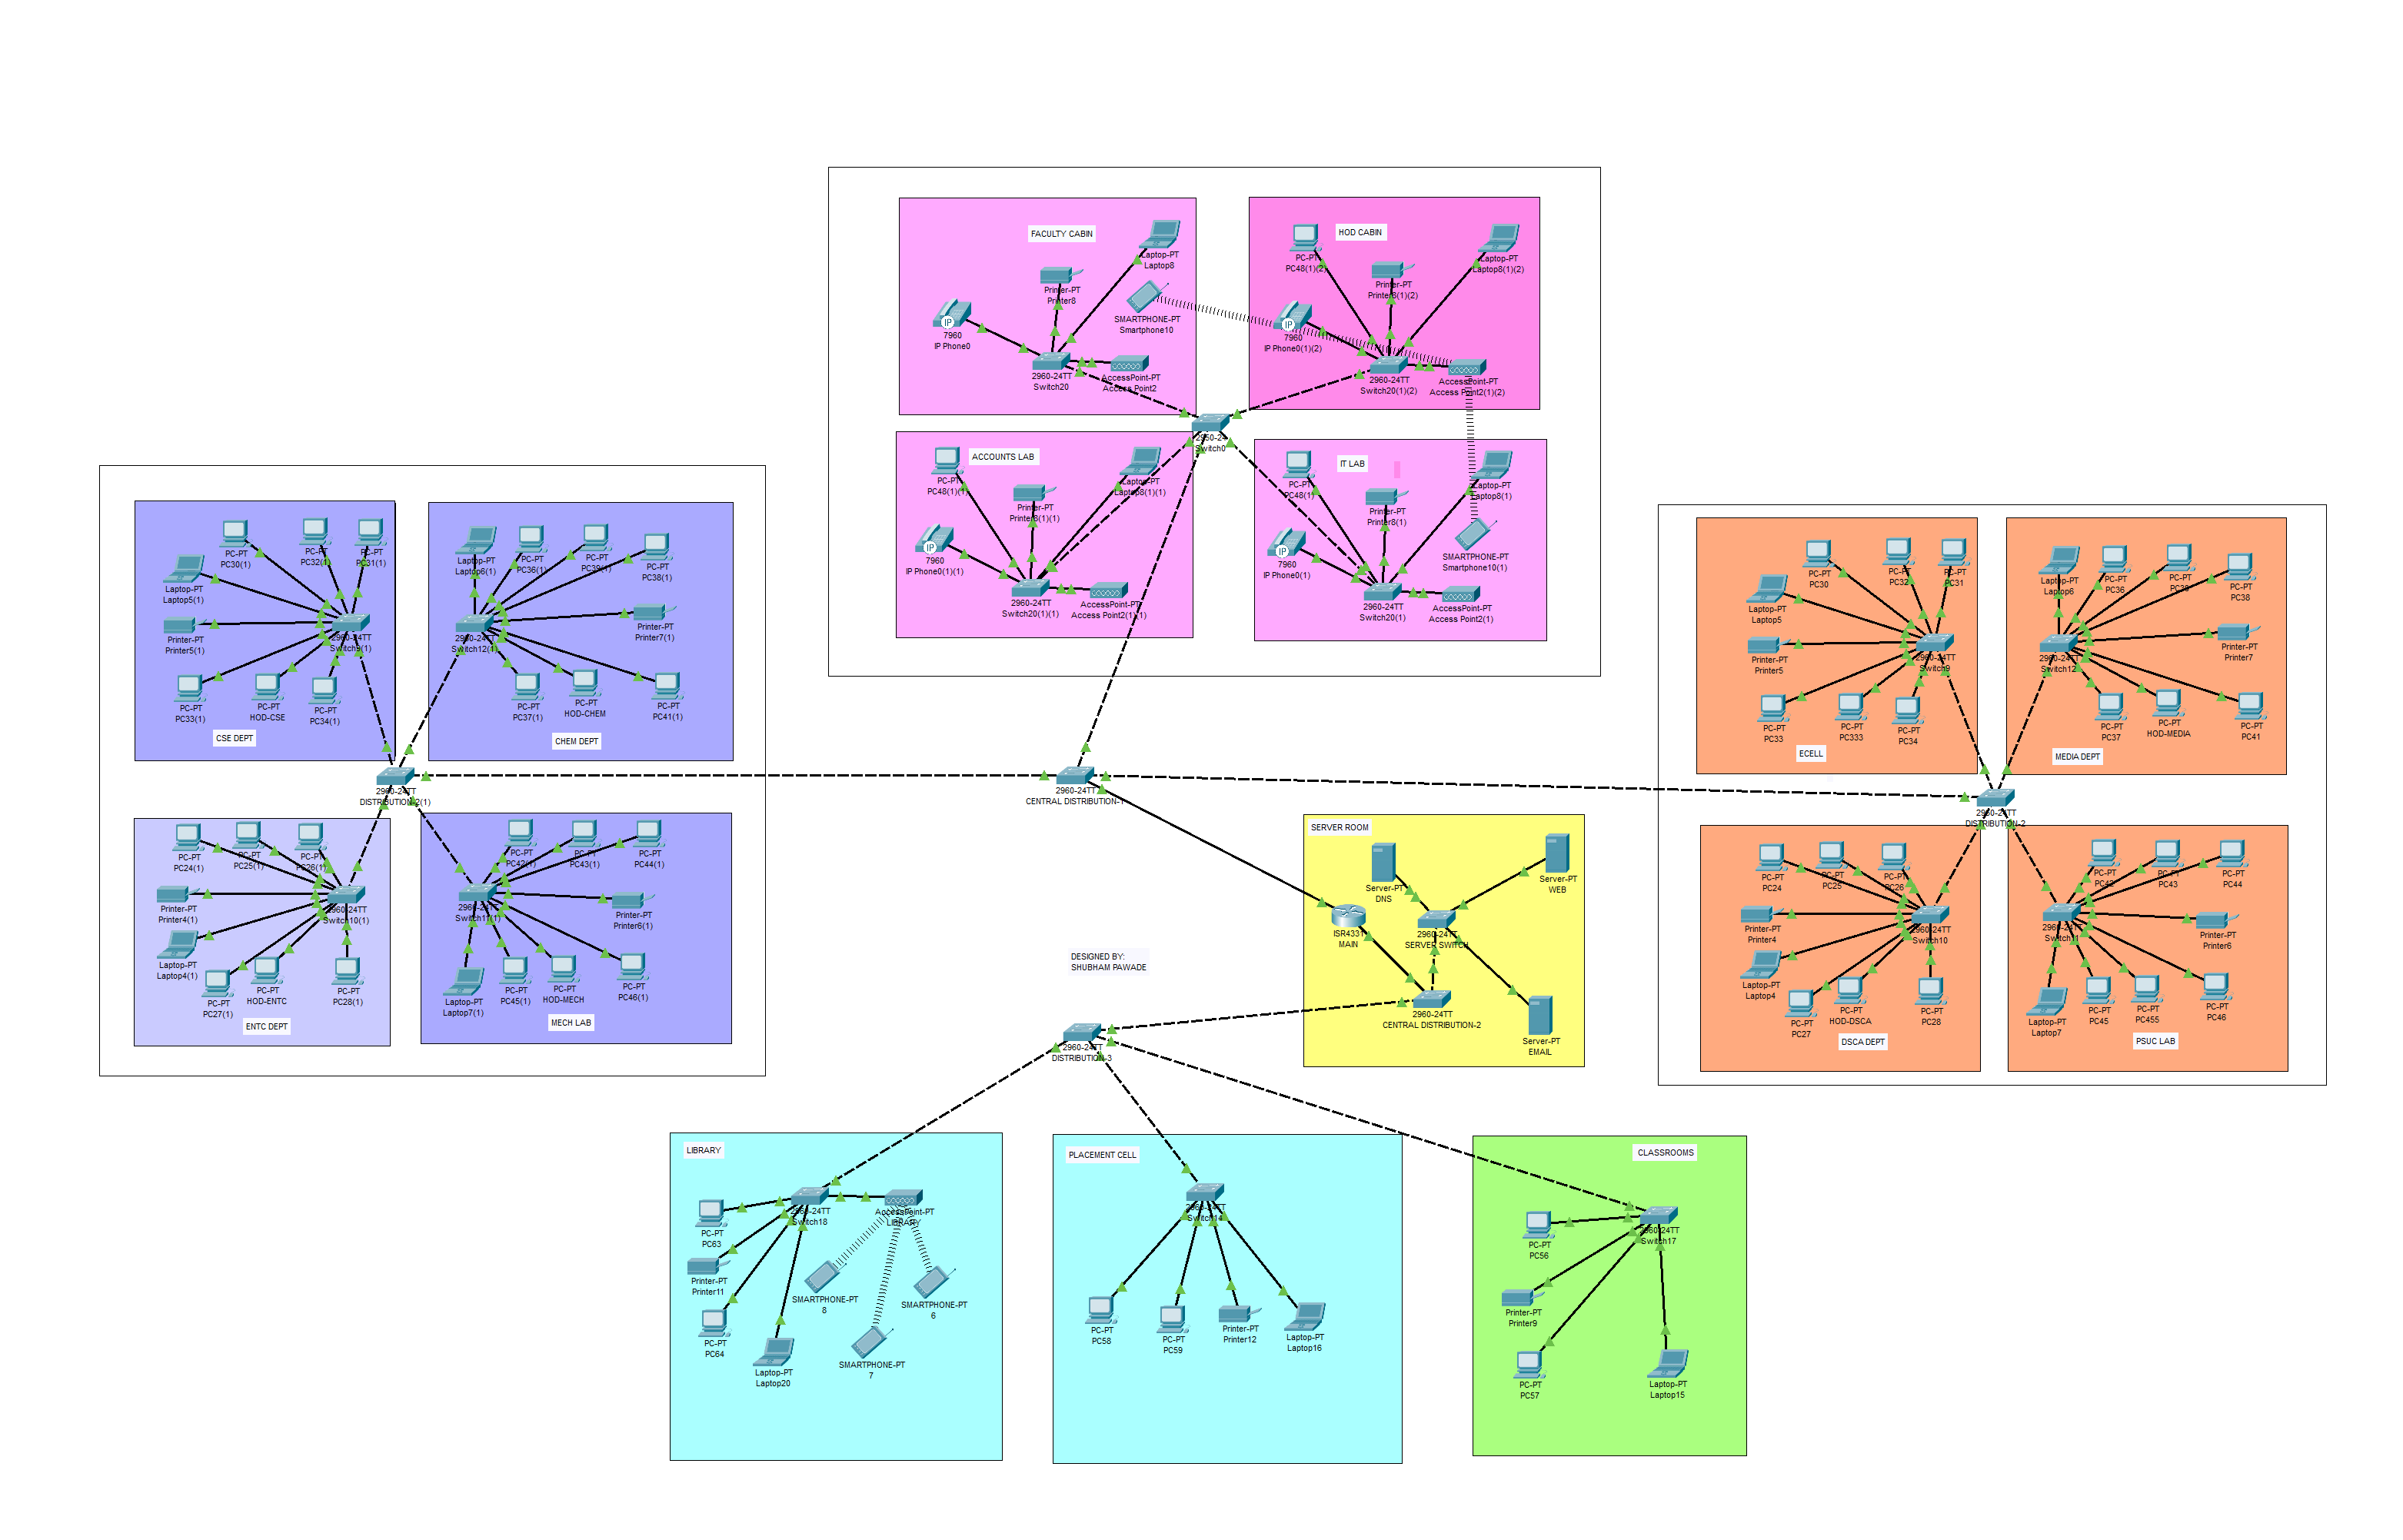 FACULTY CABIN
Laptop-PT
Laptop8
Printer-PT
Printer8
SMARTPHONE-PT
Smartphone10
IP
7960
IP Phone0
2960-24TT
Switch20
AccessPoint-PT
Access Point2
HOD CABIN
PC-PT
PC48(1)(2)
Laptop-PT
Laptop8(1)(2)
Printer-PT
Printer8(1)(2)
IP
7960
IP Phone0(1)(2)
2960-24TT
Switch20(1)(2)
AccessPoint-PT
Access Point2(1)(2)
2950-24
Switch0
ACCOUNTS LAB
PC-PT
PC48(1)(1)
Laptop-PT
Laptop8(1)(1)
Printer-PT
Printer8(1)(1)
IP
7960
IP Phone0(1)(1)
2960-24TT
Switch20(1)(1)
AccessPoint-PT
Access Point2(1)(1)
IT LAB
PC-PT
PC48(1)
Laptop-PT
Laptop8(1)
Printer-PT
Printer8(1)
IP
7960
IP Phone0(1)
SMARTPHONE-PT
Smartphone10(1)
2960-24TT
Switch20(1)
AccessPoint-PT
Access Point2(1)
PC-PT
PC30(1)
PC-PT
PC32(1)
PC-PT
PC31(1)
Laptop-PT
Laptop5(1)
Printer-PT
Printer5(1)
2960-24TT
Switch9(1)
PC-PT
PC33(1)
PC-PT
HOD-CSE
PC-PT
PC34(1)
CSE DEPT
Laptop-PT
Laptop6(1)
PC-PT
PC36(1)
PC-PT
PC39(1)
PC-PT
PC38(1)
Printer-PT
Printer7(1)
2960-24TT
Switch12(1)
PC-PT
PC37(1)
PC-PT
HOD-CHEM
PC-PT
PC41(1)
CHEM DEPT
2960-24TT
DISTRIBUTION-2(1)
2960-24TT
CENTRAL DISTRIBUTION-1
PC-PT
PC24(1)
PC-PT
PC25(1)
PC-PT
PC26(1)
Printer-PT
Printer4(1)
2960-24TT
Switch10(1)
Laptop-PT
Laptop4(1)
PC-PT
PC27(1)
PC-PT
HOD-ENTC
PC-PT
PC28(1)
ENTC DEPT
PC-PT
PC42(1)
PC-PT
PC43(1)
PC-PT
PC44(1)
2960-24TT
Switch11(1)
Printer-PT
Printer6(1)
Laptop-PT
Laptop7(1)
PC-PT
PC45(1)
PC-PT
HOD-MECH
PC-PT
PC46(1)
MECH LAB
PC-PT
PC30
PC-PT
PC32
PC-PT
PC31
Laptop-PT
Laptop5
Printer-PT
Printer5
2960-24TT
Switch9
PC-PT
PC33
PC-PT
PC333
PC-PT
PC34
ECELL
Laptop-PT
Laptop6
PC-PT
PC36
PC-PT
PC39
PC-PT
PC38
Printer-PT
Printer7
2960-24TT
Switch12
PC-PT
PC37
PC-PT
HOD-MEDIA
PC-PT
PC41
MEDIA DEPT
2960-24TT
DISTRIBUTION-2
PC-PT
PC24
PC-PT
PC25
PC-PT
PC26
Printer-PT
Printer4
2960-24TT
Switch10
Laptop-PT
Laptop4
PC-PT
PC27
PC-PT
HOD-DSCA
PC-PT
PC28
DSCA DEPT
PC-PT
PC42
PC-PT
PC43
PC-PT
PC44
2960-24TT
Switch11
Printer-PT
Printer6
Laptop-PT
Laptop7
PC-PT
PC45
PC-PT
PC455
PC-PT
PC46
PSUC LAB
SERVER ROOM
Server-PT
DNS
Server-PT
WEB
ISR4331
MAIN
2960-24TT
SERVER SWITCH
2960-24TT
CENTRAL DISTRIBUTION-2
Server-PT
EMAIL
DESIGNED BY:
SHUBHAM PAWADE
2960-24TT
DISTRIBUTION-3
LIBRARY
2960-24TT
Switch18
AccessPoint-PT
LIBRARY
PC-PT
PC63
Printer-PT
Printer11
PC-PT
PC64
Laptop-PT
Laptop20
SMARTPHONE-PT
8
SMARTPHONE-PT
6
SMARTPHONE-PT
7
PLACEMENT CELL
2960-24TT
Switch14
PC-PT
PC58
PC-PT
PC59
Printer-PT
Printer12
Laptop-PT
Laptop16
CLASSROOMS
2960-24TT
Switch17
PC-PT
PC56
Printer-PT
Printer9
PC-PT
PC57
Laptop-PT
Laptop15